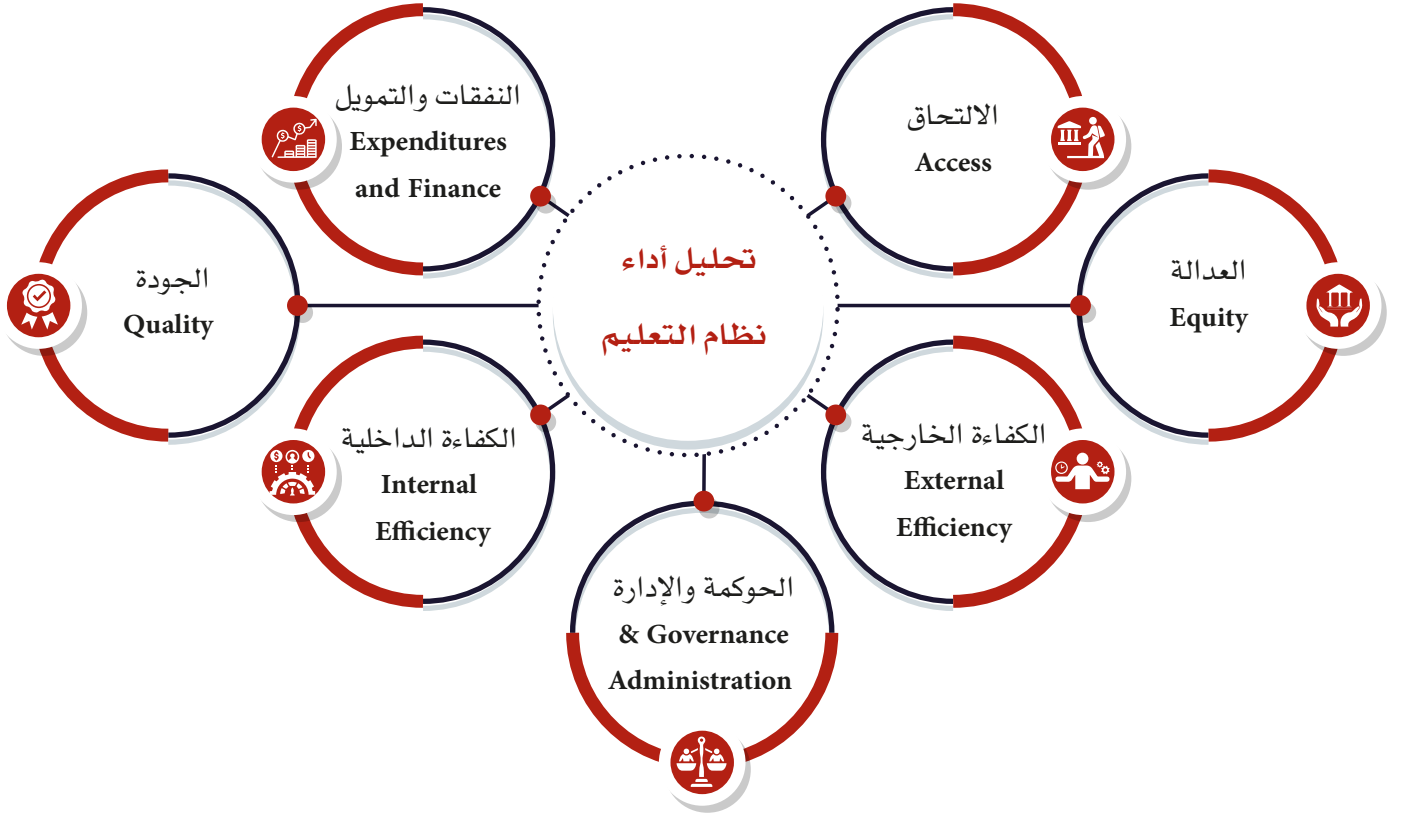 تحليل أداء
نظام التعليم
الالتحاق
Access
العدالة
Equity
الكفاءة الخارجية
External
Efficiency
الحوكمة والإدارة
& Governance
Administration
الكفاءة الداخلية
Internal
Efficiency
الجودة
Quality
النفقات والتمويل
Expenditures
and Finance